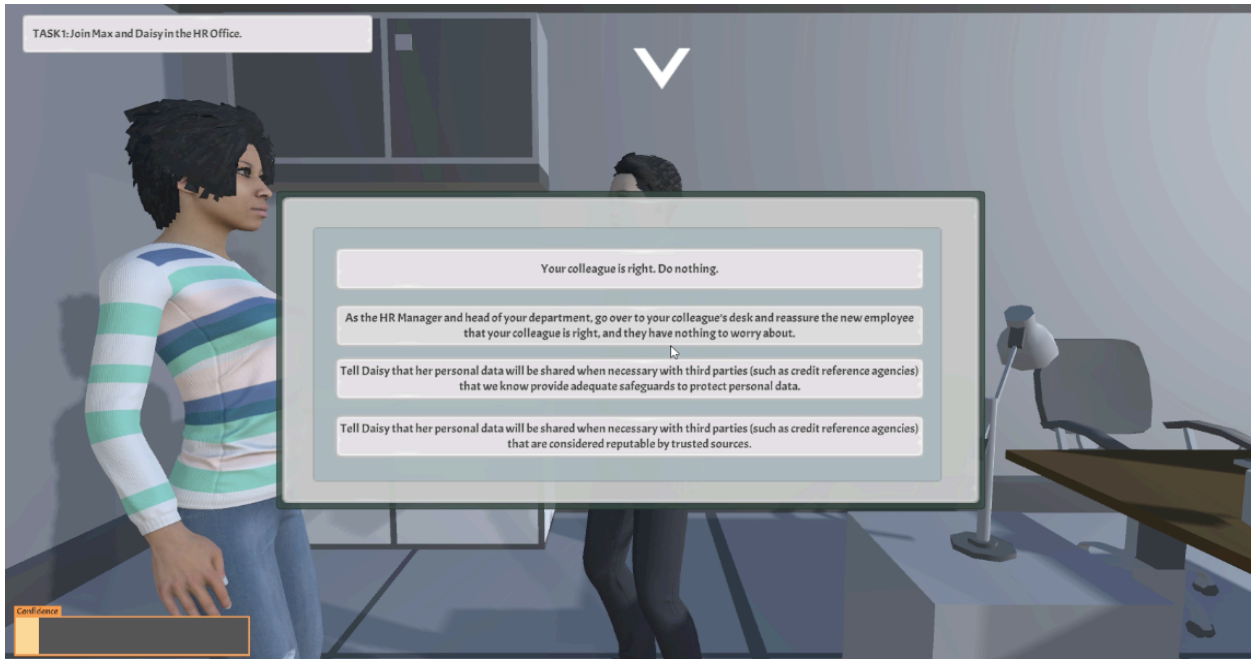 TASK1: Join Max and Daisy in the HR Office.
Your colleague is right. Do nothing.
As the HR Manager and head of your department, go over to your colleague's desk and reassure the new employee
that your colleague is right, and they have nothing to worry about.
Tell Daisy that her personal data will be shared when necessary with third parties (such as credit reference agencies)
that we know provide adequate safeguards to protect personal data.
Tell Daisy that her personal data will be shared when necessary with third parties (such as credit reference agencies)
that are considered reputable by trusted sources.
Confidence